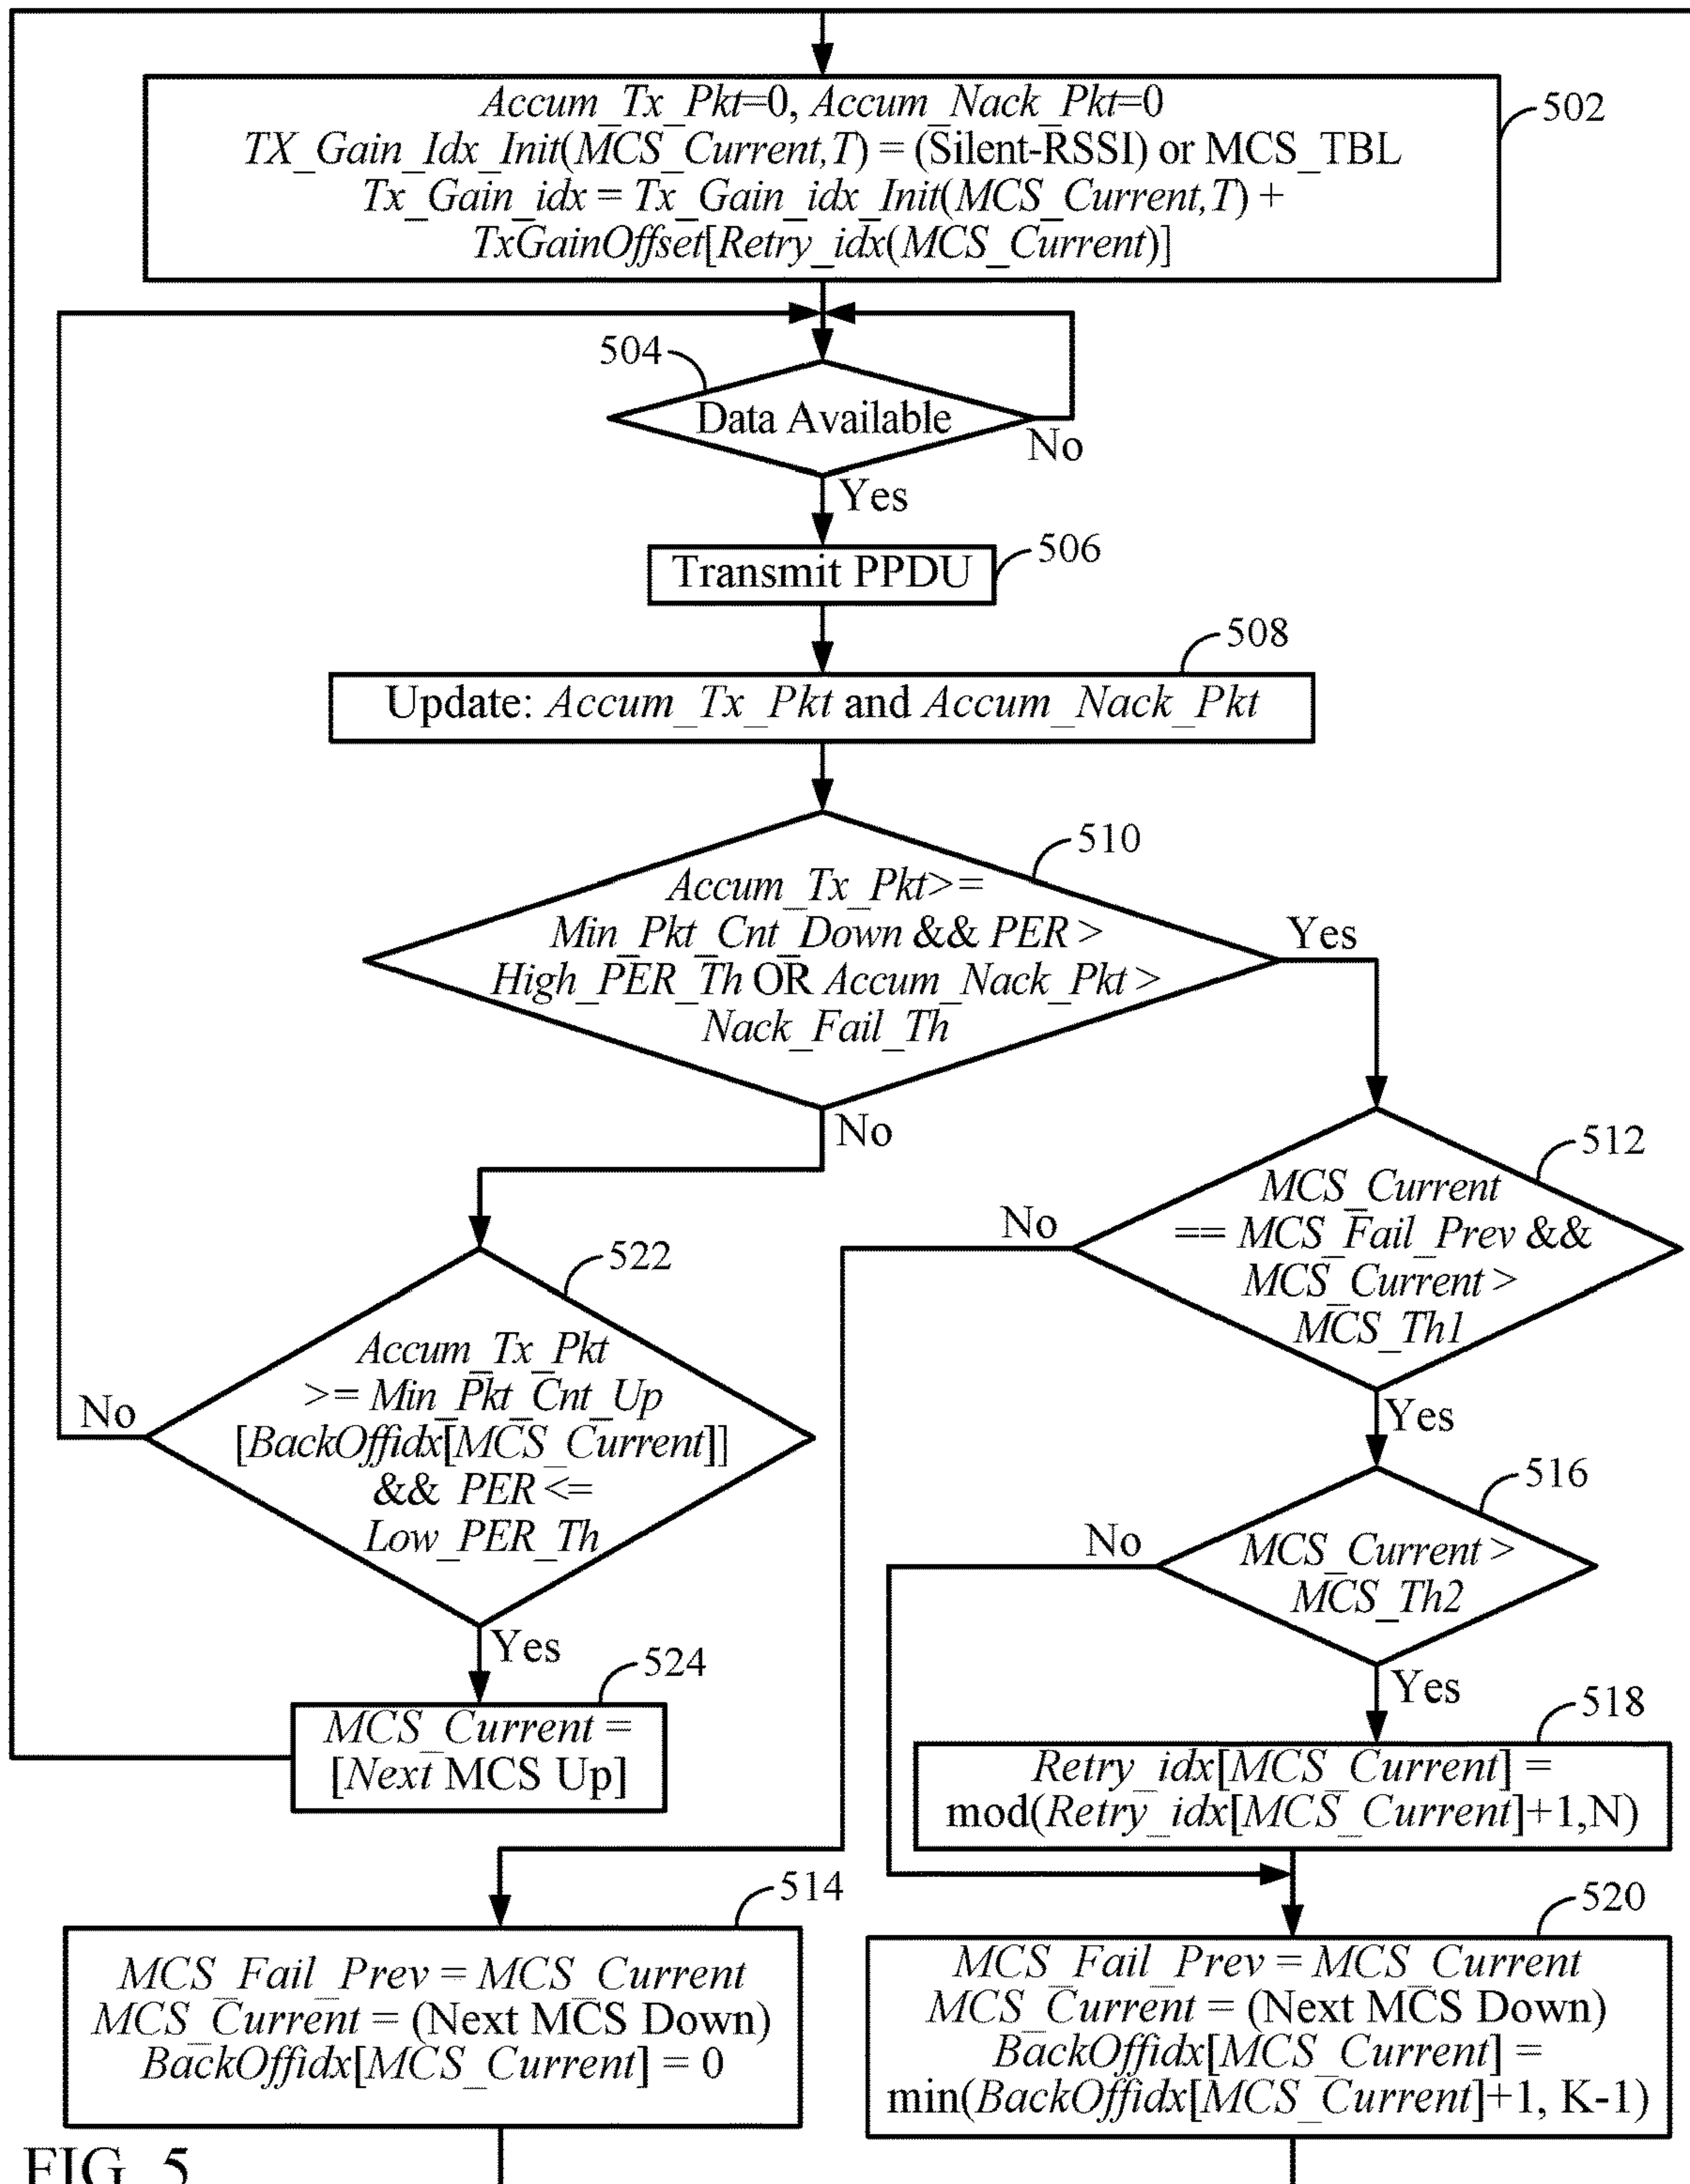 Accum_Tx_Pkt=0, Accum_Nack_Pkt=0
TX_Gain_Idx_Init(MCS_Current,T) = (Silent-RSSI) or MCS_TBL
Tx_Gain_idx = Tx_Gain_idx_Init(MCS_Current,T) +
TxGainOffset[Retry_idx(MCS_Current)]
502
504
Data Available
No
Yes
Transmit PPDU
506
508
Update: Accum_Tx_Pkt and Accum_Nack_Pkt
510
Accum_Tx_Pkt>=
Min_Pkt_Cnt_Down && PER >
High_PER_Th OR Accum_Nack_Pkt >
Nack_Fail_Th
Yes
No
512
MCS_Current
== MCS_Fail_Prev &&
MCS_Current >
MCS_Th1
No
Yes
522
Accum_Tx_Pkt
>= Min_Pkt_Cnt_Up
[BackOffidx[MCS_Current]]
&& PER <=
Low_PER_Th
No
Yes
516
MCS_Current >
MCS_Th2
No
Yes
524
MCS_Current =
[Next MCS Up]
518
Retry_idx[MCS_Current] =
mod(Retry_idx[MCS_Current]+1,N)
514
MCS_Fail_Prev = MCS_Current
MCS_Current = (Next MCS Down)
BackOffidx[MCS_Current] = 0
520
MCS_Fail_Prev = MCS_Current
MCS_Current = (Next MCS Down)
BackOffidx[MCS_Current] =
min(BackOffidx[MCS_Current]+1, K-1)
FIG. 5